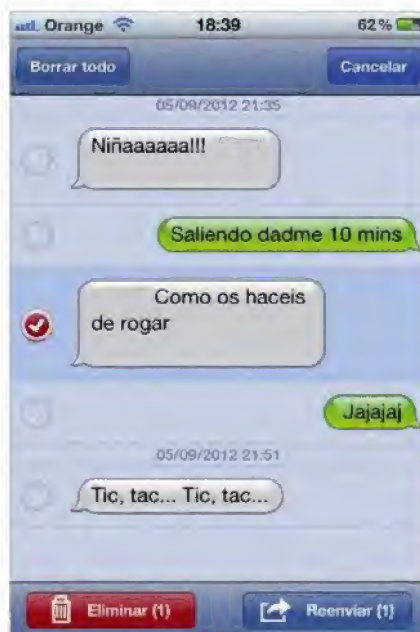 Orange 18:39 62%
Borrar todo Cancelar
05/09/2012 21:35
Niñaaaaaa!!!
Saliendo dadme 10 mins
Como os haceis
de rogar
Jajajaj
05/09/2012 21:51
Tic, tac... Tic, tac...
Eliminar (1) Reenviar (1)